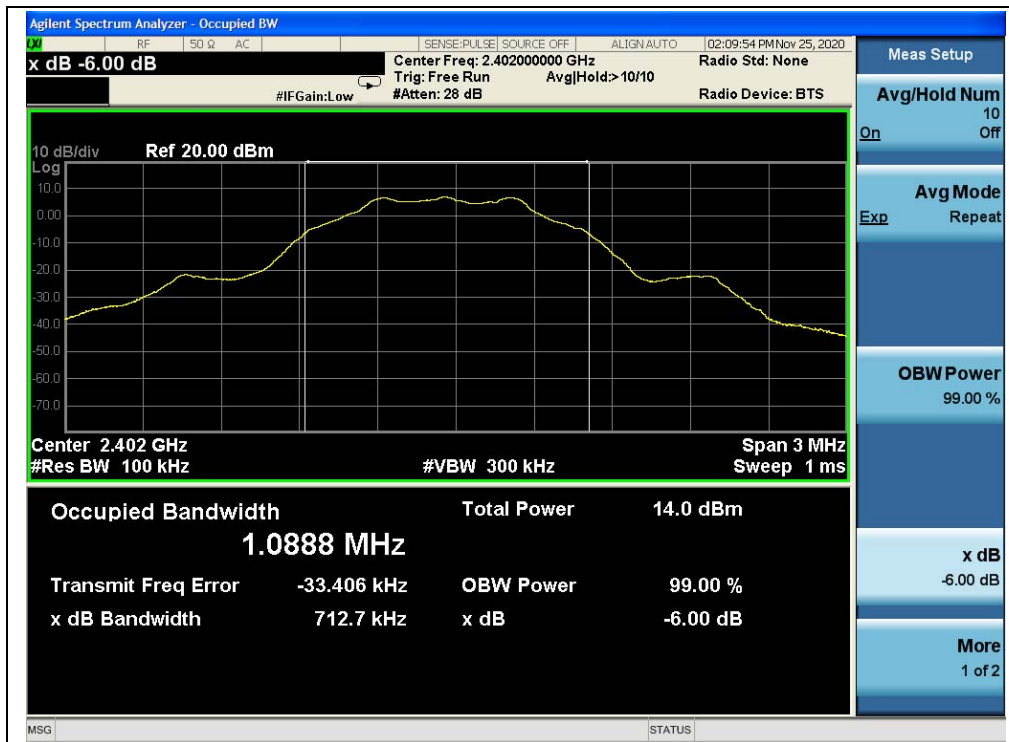 Agilent Spectrum Analyzer - Occupied BW
LXI RF 50 Ω AC SENSE:PULSE SOURCE OFF ALIGN AUTO 02:09:54 PM Nov 25, 2020
x dB -6.00 dB
Center Freq: 2.402000000 GHz
Radio Std: None
Trig: Free Run Avg|Hold:>10/10
#IFGain:Low #Atten: 28 dB
Radio Device: BTS
10 dB/div Ref 20.00 dBm
Log
10.0
0.00
-10.0
-20.0
-30.0
-40.0
-50.0
-60.0
-70.0
Center 2.402 GHz Span 3 MHz
#Res BW 100 kHz #VBW 300 kHz Sweep 1 ms
Occupied Bandwidth Total Power 14.0 dBm
1.0888 MHz
Transmit Freq Error -33.406 kHz OBW Power 99.00 %
x dB Bandwidth 712.7 kHz x dB -6.00 dB
Meas Setup
Avg/Hold Num
10
On Off
Avg Mode
Exp Repeat
OBW Power
99.00 %
x dB
-6.00 dB
More
1 of 2
MSG STATUS